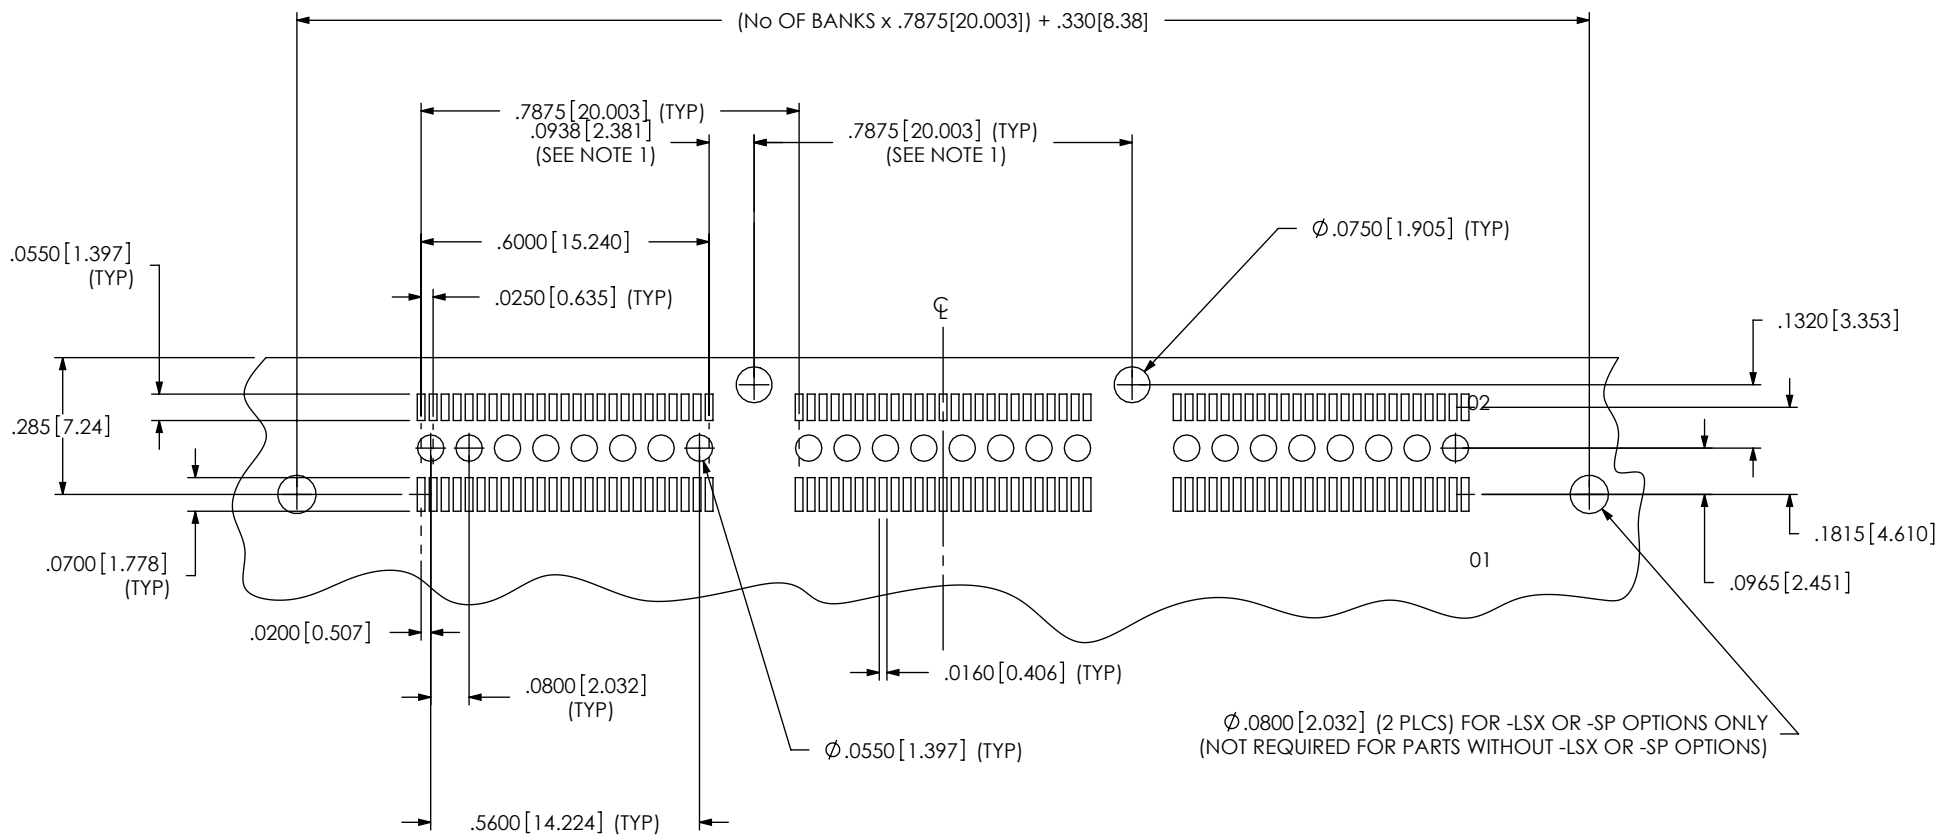 (No OF BANKS x .7875[20.003]) + .330[8.38]
.7875[20.003] (TYP)
.0938[2.381]
(SEE NOTE 1)
.7875[20.003] (TYP)
(SEE NOTE 1)
.6000[15.240]
Ø.0750[1.905] (TYP)
.0550[1.397]
(TYP)
.0250[0.635] (TYP)
℄
.1320[3.353]
02
.285[7.24]
.1815[4.610]
.0700[1.778]
(TYP)
01
.0965[2.451]
.0200[0.507]
.0160[0.406] (TYP)
.0800[2.032]
(TYP)
Ø.0800[2.032] (2 PLCS) FOR -LSX OR -SP OPTIONS ONLY
(NOT REQUIRED FOR PARTS WITHOUT -LSX OR -SP OPTIONS)
Ø.0550[1.397] (TYP)
.5600[14.224] (TYP)